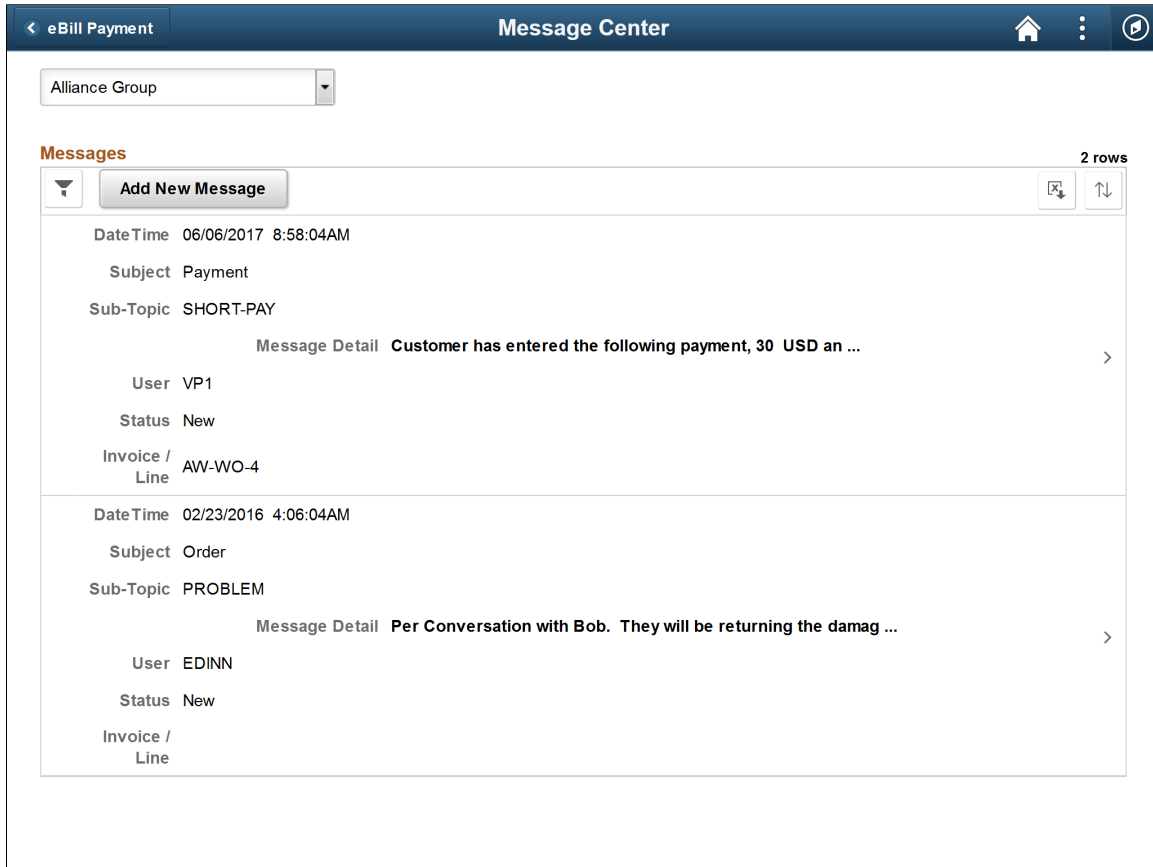 eBill Payment
Message Center
Alliance Group
Messages
2 rows
Add New Message
DateTime 06/06/2017 8:58:04AM
Subject Payment
Sub-Topic SHORT-PAY
Message Detail Customer has entered the following payment, 30 USD an ...
User VP1
Status New
Invoice /
Line AW-WO-4
DateTime 02/23/2016 4:06:04AM
Subject Order
Sub-Topic PROBLEM
Message Detail Per Conversation with Bob. They will be returning the damag ...
User EDINN
Status New
Invoice /
Line